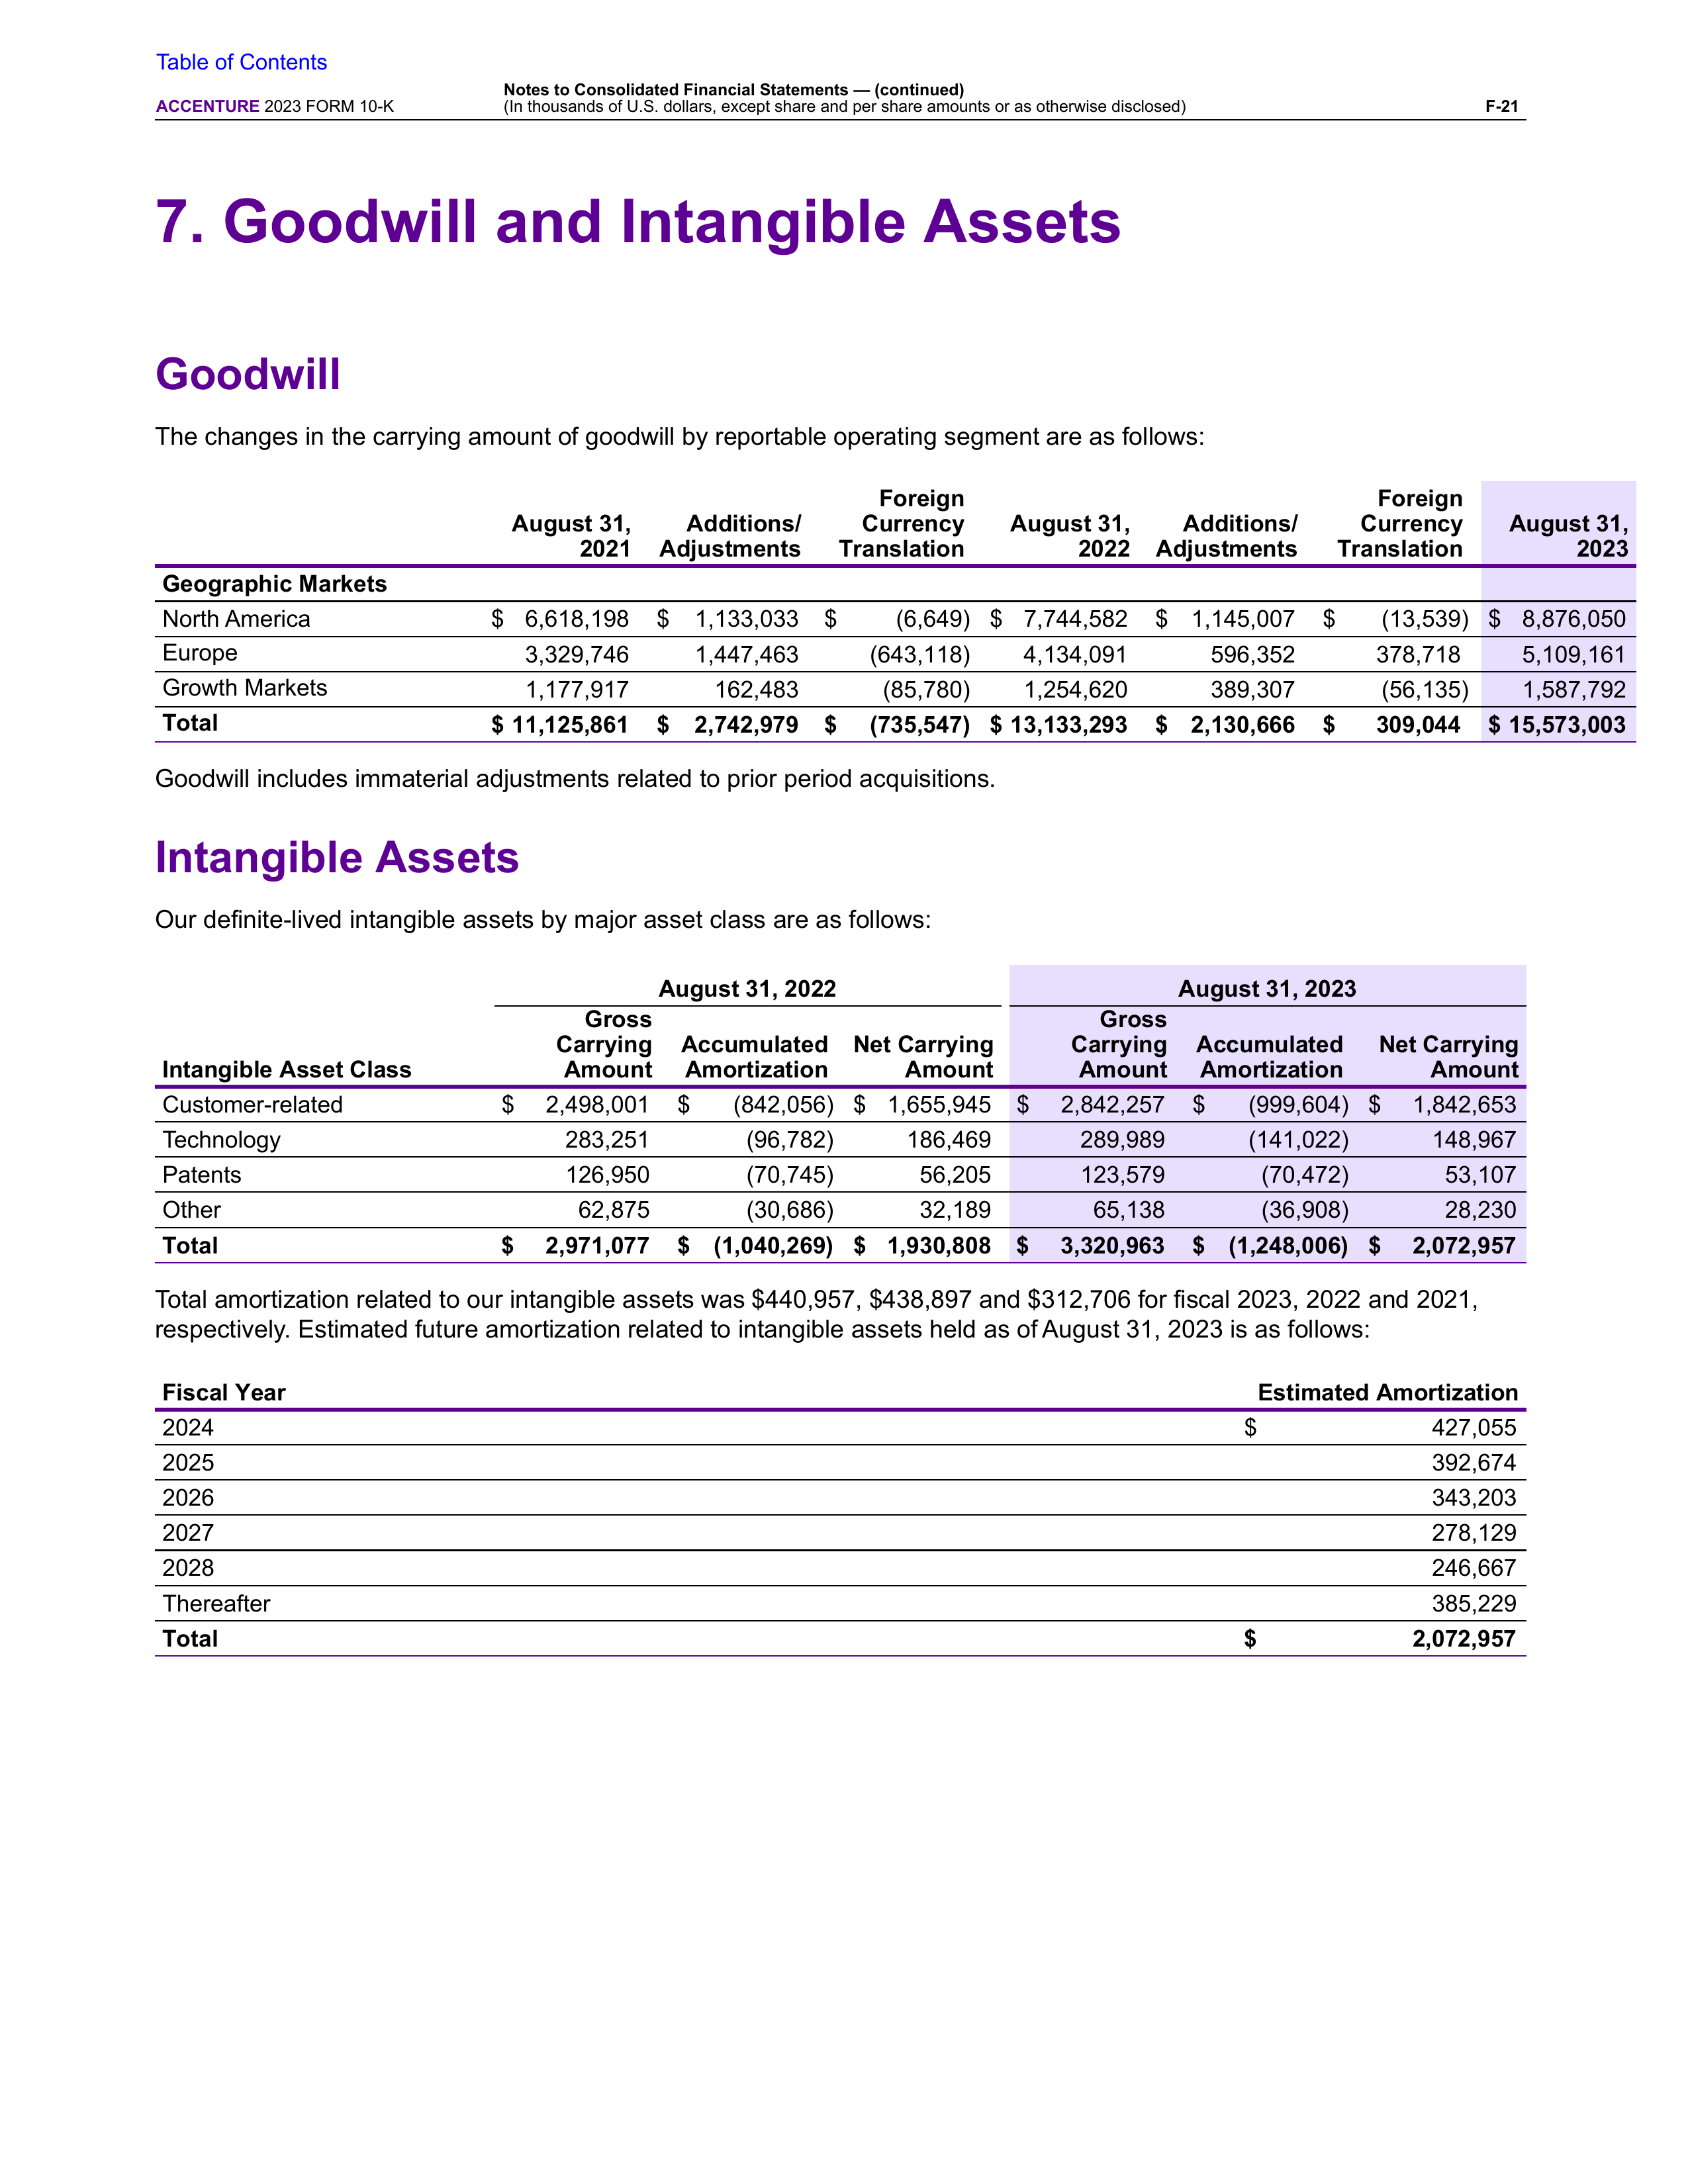 Table of Contents
Notes to Consolidated Financial Statements — (continued)
ACCENTURE 2023 FORM 10-K (In thousands of U.S. dollars, except share and per share amounts or as otherwise disclosed) F-21
7. Goodwill and Intangible Assets
Goodwill
The changes in the carrying amount of goodwill by reportable operating segment are as follows:
Foreign Foreign
August 31, Additions/ Currency August 31, Additions/ Currency August 31,
2021 Adjustments Translation 2022 Adjustments Translation 2023
Geographic Markets
North America $ 6,618,198 $ 1,133,033 $ (6,649) $ 7,744,582 $ 1,145,007 $ (13,539) $ 8,876,050
Europe 3,329,746 1,447,463 (643,118) 4,134,091 596,352 378,718 5,109,161
Growth Markets 1,177,917 162,483 (85,780) 1,254,620 389,307 (56,135) 1,587,792
Total $ 11,125,861 $ 2,742,979 $ (735,547) $ 13,133,293 $ 2,130,666 $ 309,044 $ 15,573,003
Goodwill includes immaterial adjustments related to prior period acquisitions.
Intangible Assets
Our definite-lived intangible assets by major asset class are as follows:
August 31, 2022 August 31, 2023
Gross Gross
Carrying Accumulated Net Carrying Carrying Accumulated Net Carrying
Intangible Asset Class Amount Amortization Amount Amount Amortization Amount
Customer-related $ 2,498,001 $ (842,056) $ 1,655,945 $ 2,842,257 $ (999,604) $ 1,842,653
Technology 283,251 (96,782) 186,469 289,989 (141,022) 148,967
Patents 126,950 (70,745) 56,205 123,579 (70,472) 53,107
Other 62,875 (30,686) 32,189 65,138 (36,908) 28,230
Total $ 2,971,077 $ (1,040,269) $ 1,930,808 $ 3,320,963 $ (1,248,006) $ 2,072,957
Total amortization related to our intangible assets was $440,957, $438,897 and $312,706 for fiscal 2023, 2022 and 2021,
respectively. Estimated future amortization related to intangible assets held as of August 31, 2023 is as follows:
Fiscal Year Estimated Amortization
2024 $ 427,055
2025 392,674
2026 343,203
2027 278,129
2028 246,667
Thereafter 385,229
Total $ 2,072,957